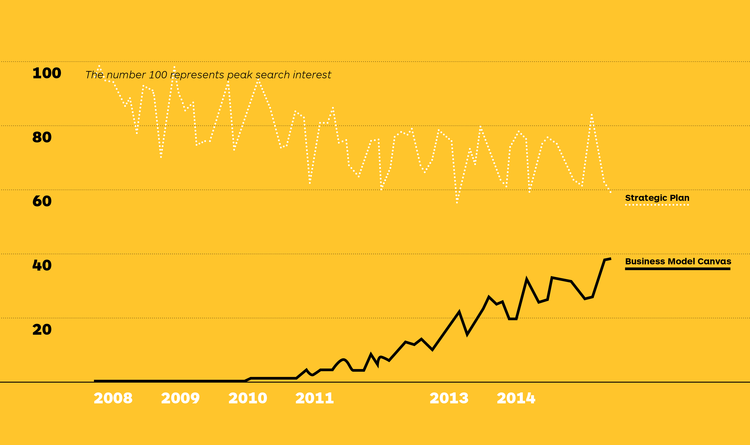 100
The number 100 represents peak search interest
80
60
Strategic Plan
40
Business Model Canvas
20
2008 2009 2010 2011 2013 2014